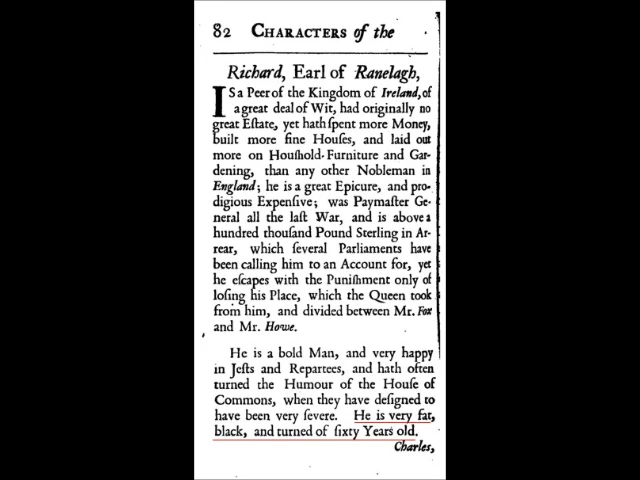 82 CHARACTERS of the
Richard, Earl of Ranelagh,
IS a Peer of the Kingdom of Ireland, of
a great deal of Wit, had originally no
great Eſtate, yet hath ſpent more Money,
built more fine Houſes, and laid out
more on Houſhold-Furniture and Gar-
dening, than any other Nobleman in
England; he is a great Epicure, and pro-
digious Expenſive; was Paymaſter Ge-
neral all the laſt War, and is above a
hundred thouſand Pound Sterling in Ar-
rear, which ſeveral Parliaments have
been calling him to an Account for, yet
he eſcapes with the Puniſhment only of
loſing his Place, which the Queen took
from him, and divided between Mr. Fox
and Mr. Howe.
He is a bold Man, and very happy
in Jeſts and Repartees, and hath often
turned the Humour of the Houſe of
Commons, when they have deſigned to
have been very ſevere. He is very fat,
black, and turned of ſixty Years old.
Charles,